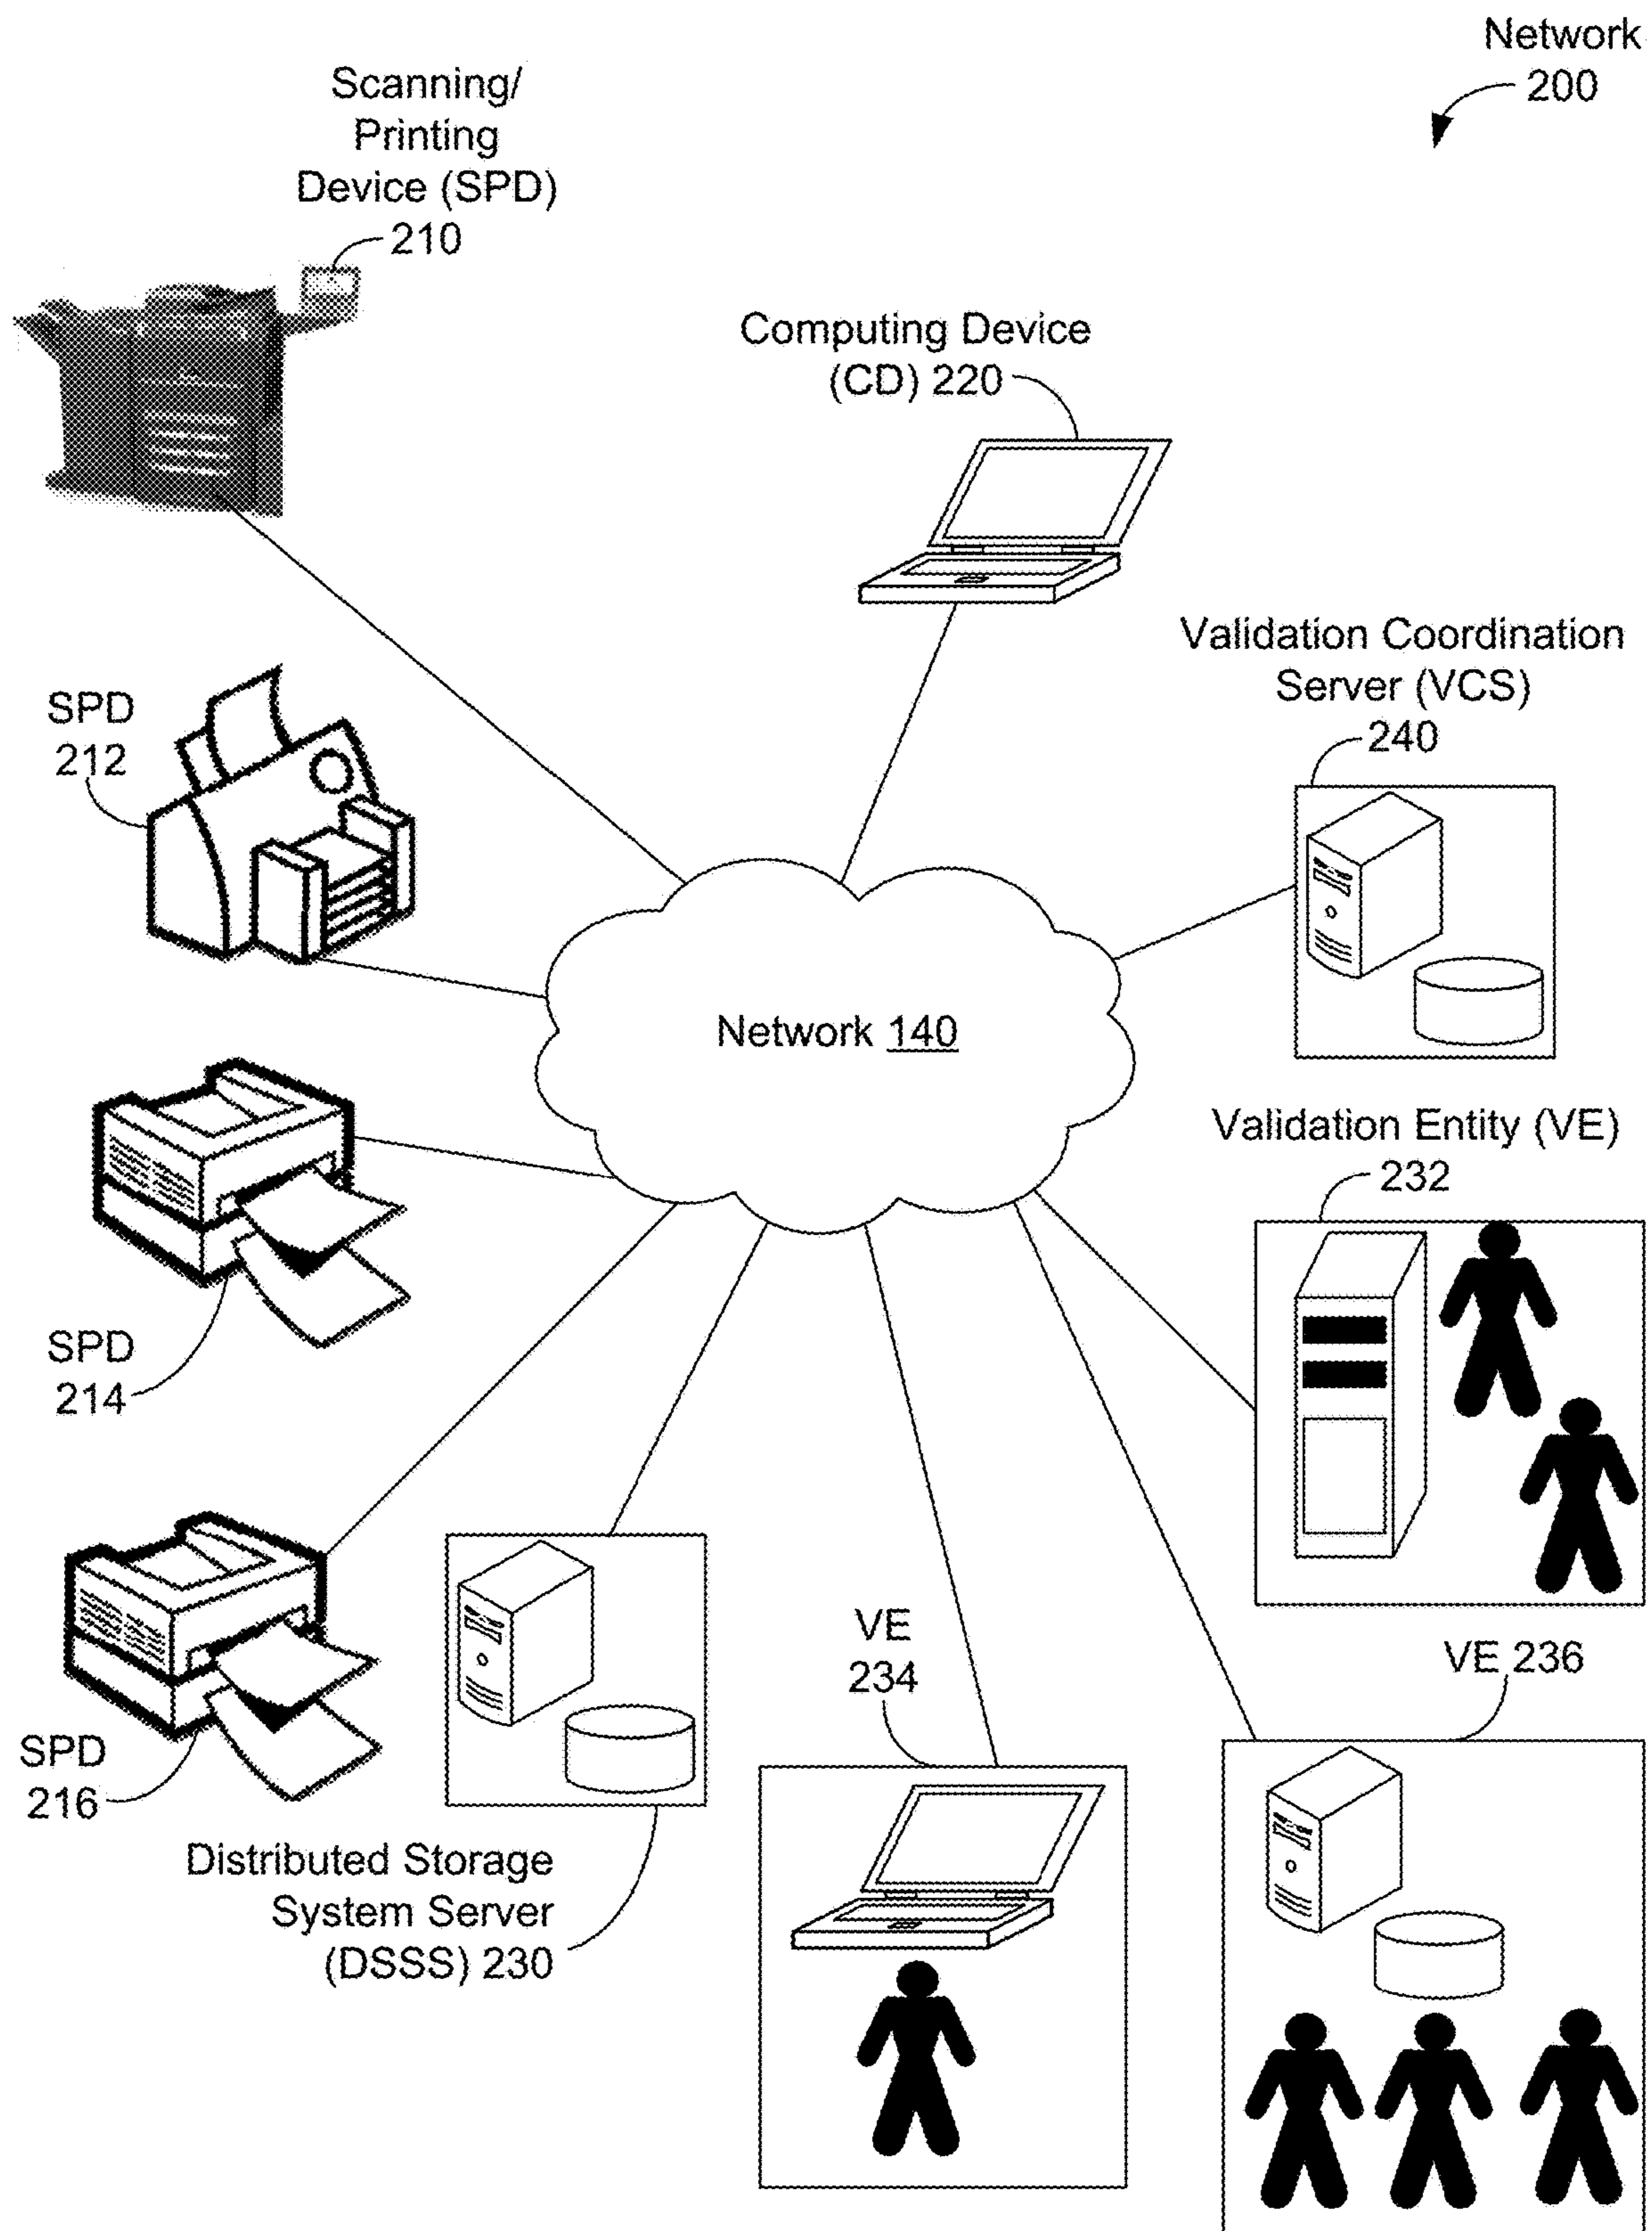 Network
200
Scanning/
Printing
Device (SPD)
210
Computing Device
(CD) 220
Validation Coordination
Server (VCS)
240
SPD
212
Network 140
Validation Entity (VE)
232
SPD
214
VE
234
VE 236
SPD
216
Distributed Storage
System Server
(DSSS) 230